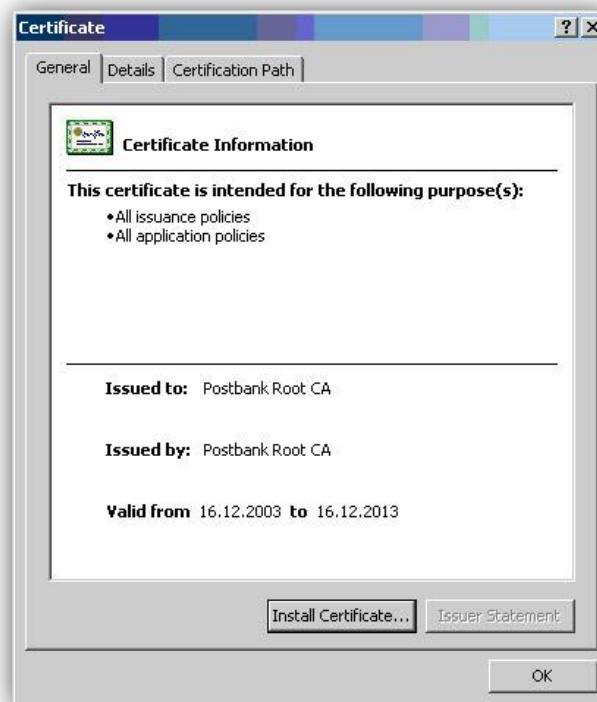 Certificate
General Details Certification Path
Certificate Information
This certificate is intended for the following purpose(s):
•All issuance policies
•All application policies
Issued to: Postbank Root CA
Issued by: Postbank Root CA
Valid from 16.12.2003 to 16.12.2013
Install Certificate... Issuer Statement
OK